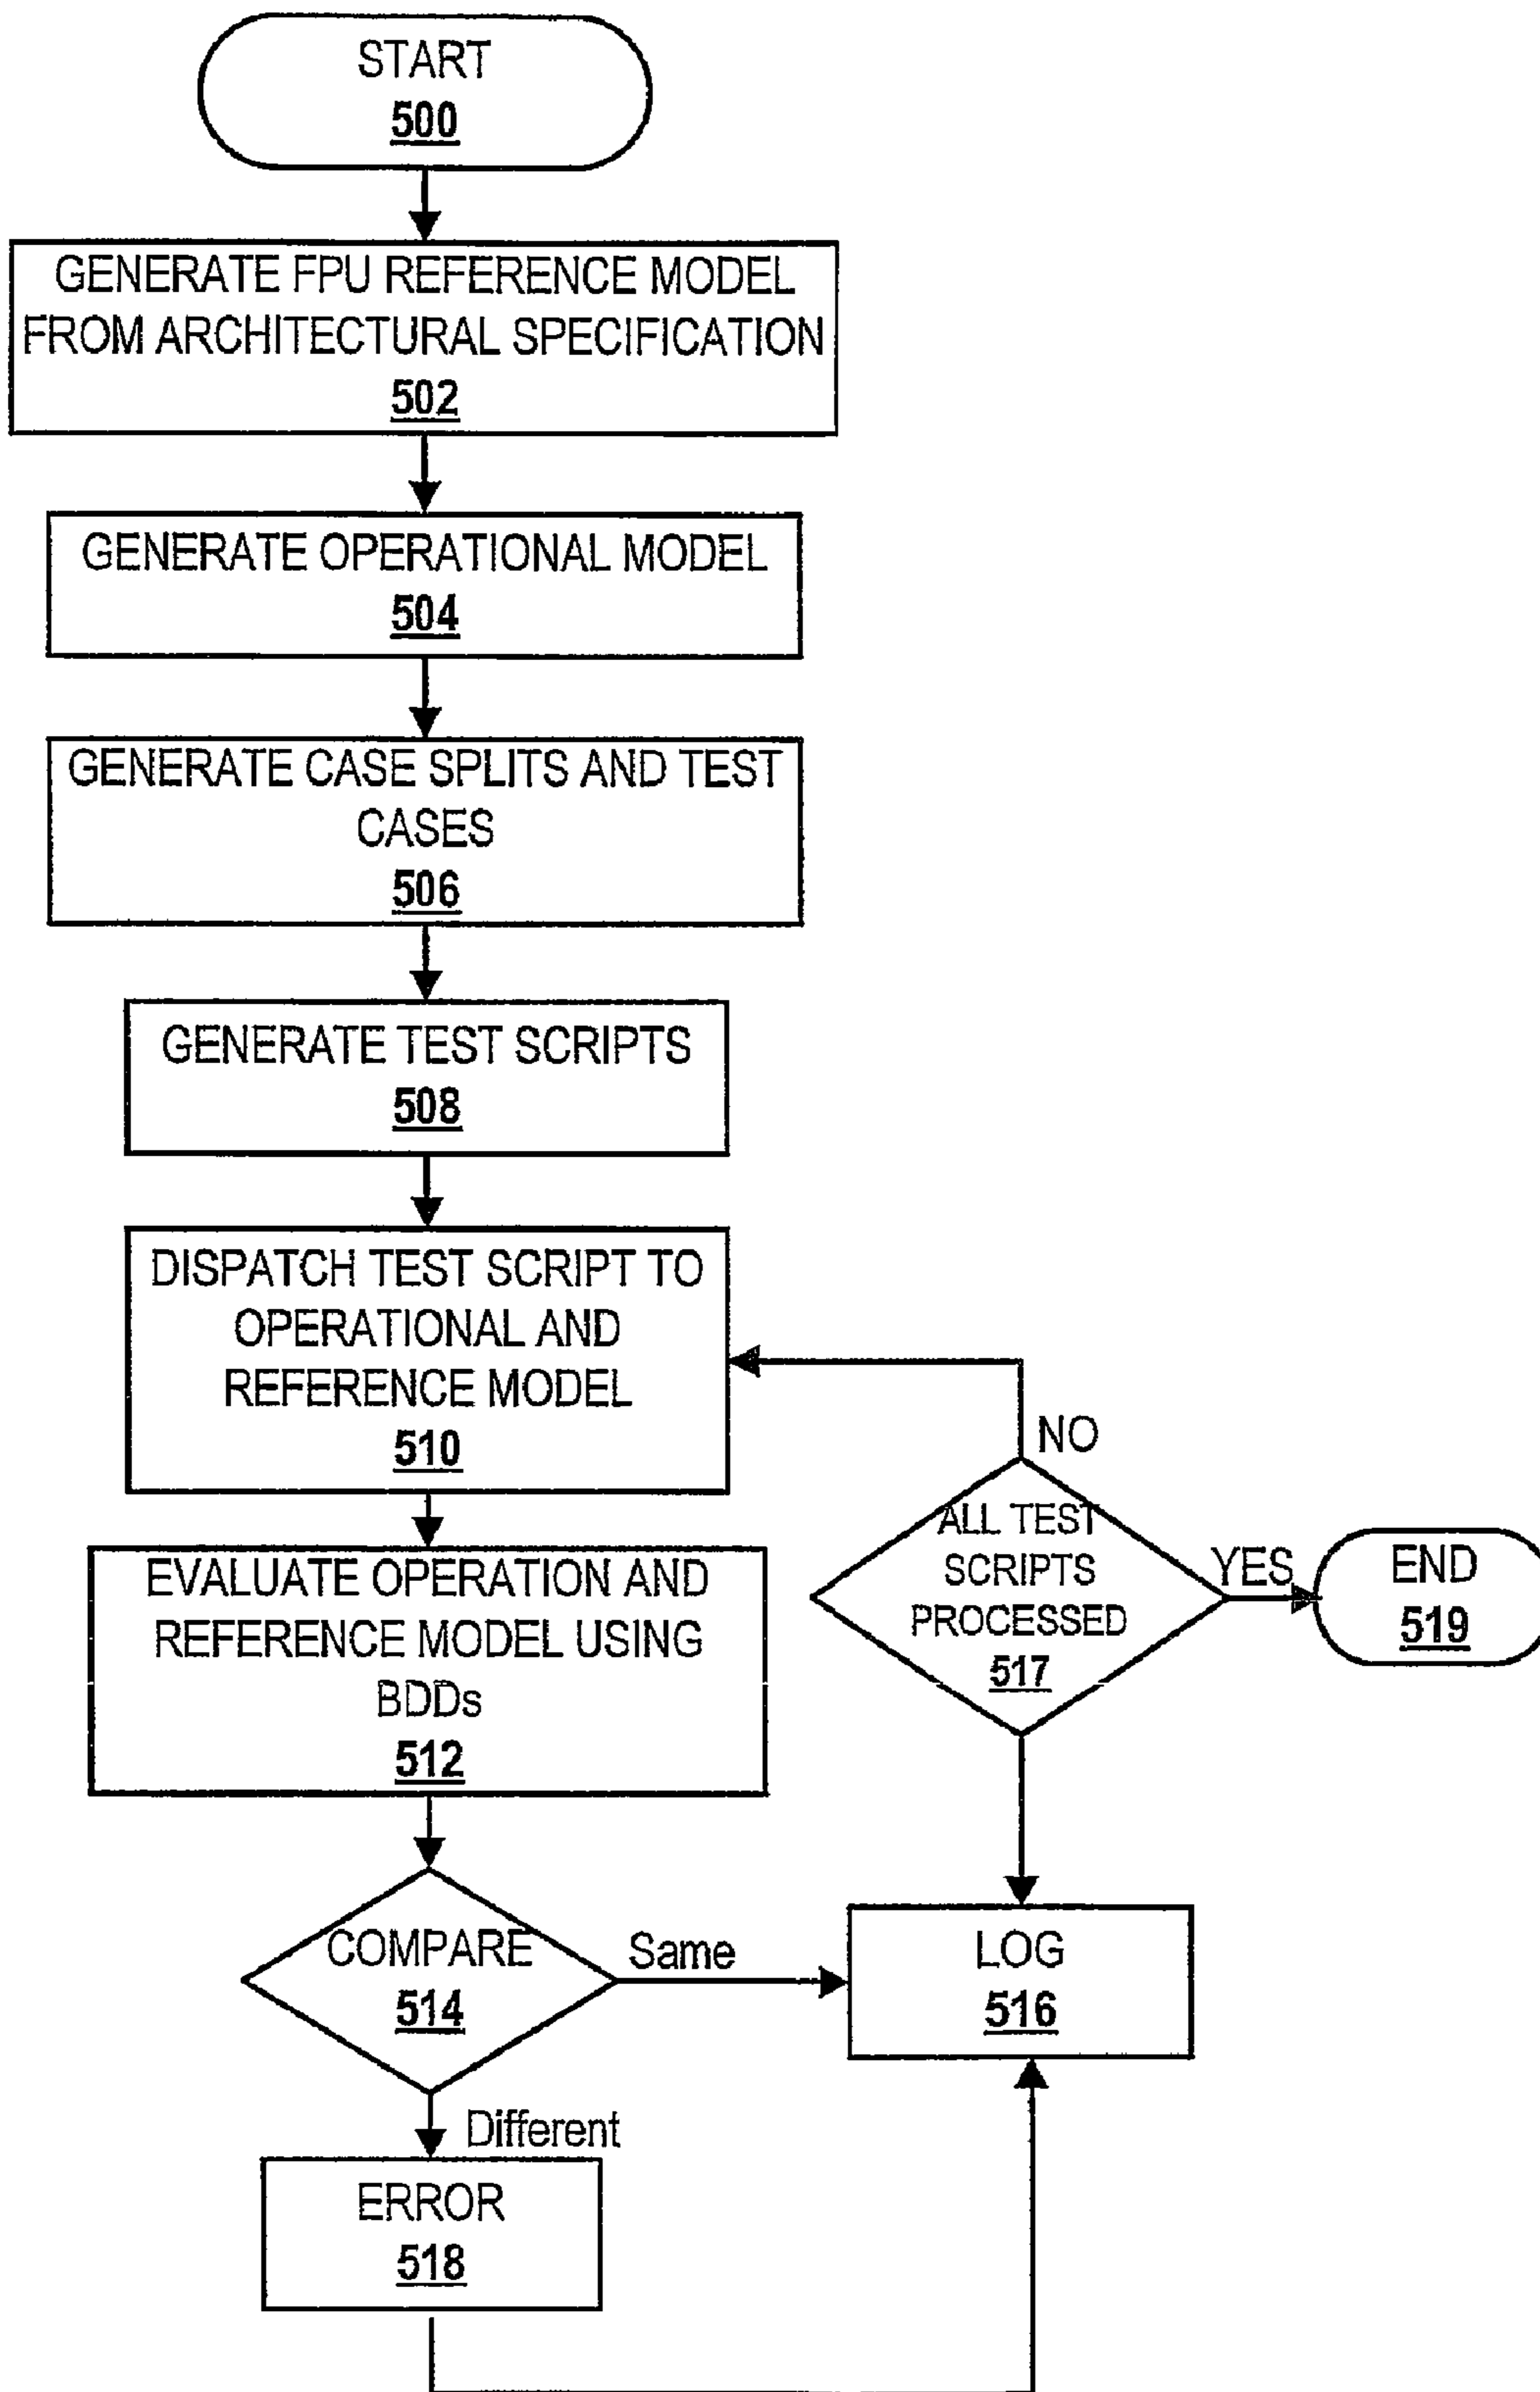 START
500
GENERATE FPU REFERENCE MODEL
FROM ARCHITECTURAL SPECIFICATION
502
GENERATE OPERATIONAL MODEL
504
GENERATE CASE SPLITS AND TEST
CASES
506
GENERATE TEST SCRIPTS
508
DISPATCH TEST SCRIPT TO
OPERATIONAL AND
REFERENCE MODEL
510
NO
ALL TEST
SCRIPTS
PROCESSED
517
YES
END
519
EVALUATE OPERATION AND
REFERENCE MODEL USING
BDDs
512
COMPARE
514
Same
LOG
516
Different
ERROR
518